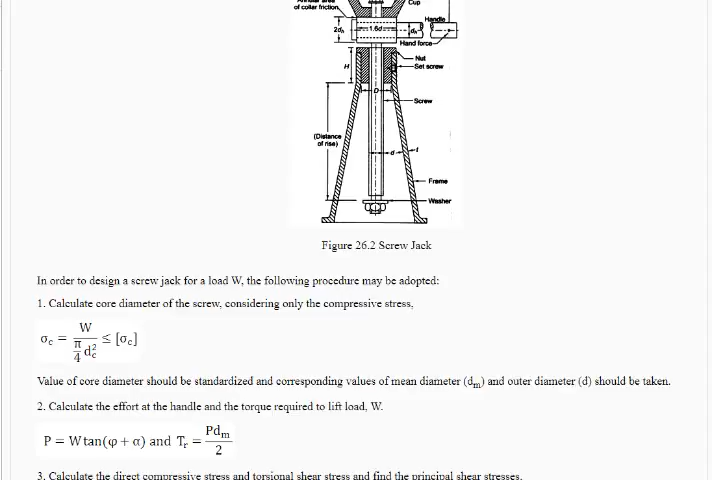 Annular area
of collar friction
Cup
Handle
2dh
1.6d
dh
Hand force
Nut
Set screw
H
D
Screw
(Distance
of rise)
d
t
Frame
Washer
Figure 26.2 Screw Jack
In order to design a screw jack for a load W, the following procedure may be adopted:
1. Calculate core diameter of the screw, considering only the compressive stress,
σc = W / (π/4 dc²) ≤ [σc]
Value of core diameter should be standardized and corresponding values of mean diameter (dm) and outer diameter (d) should be taken.
2. Calculate the effort at the handle and the torque required to lift load, W.
P = W tan(φ + α) and Tr = Pdm / 2
3. Calculate the direct compressive stress and torsional shear stress and find the principal shear stresses.